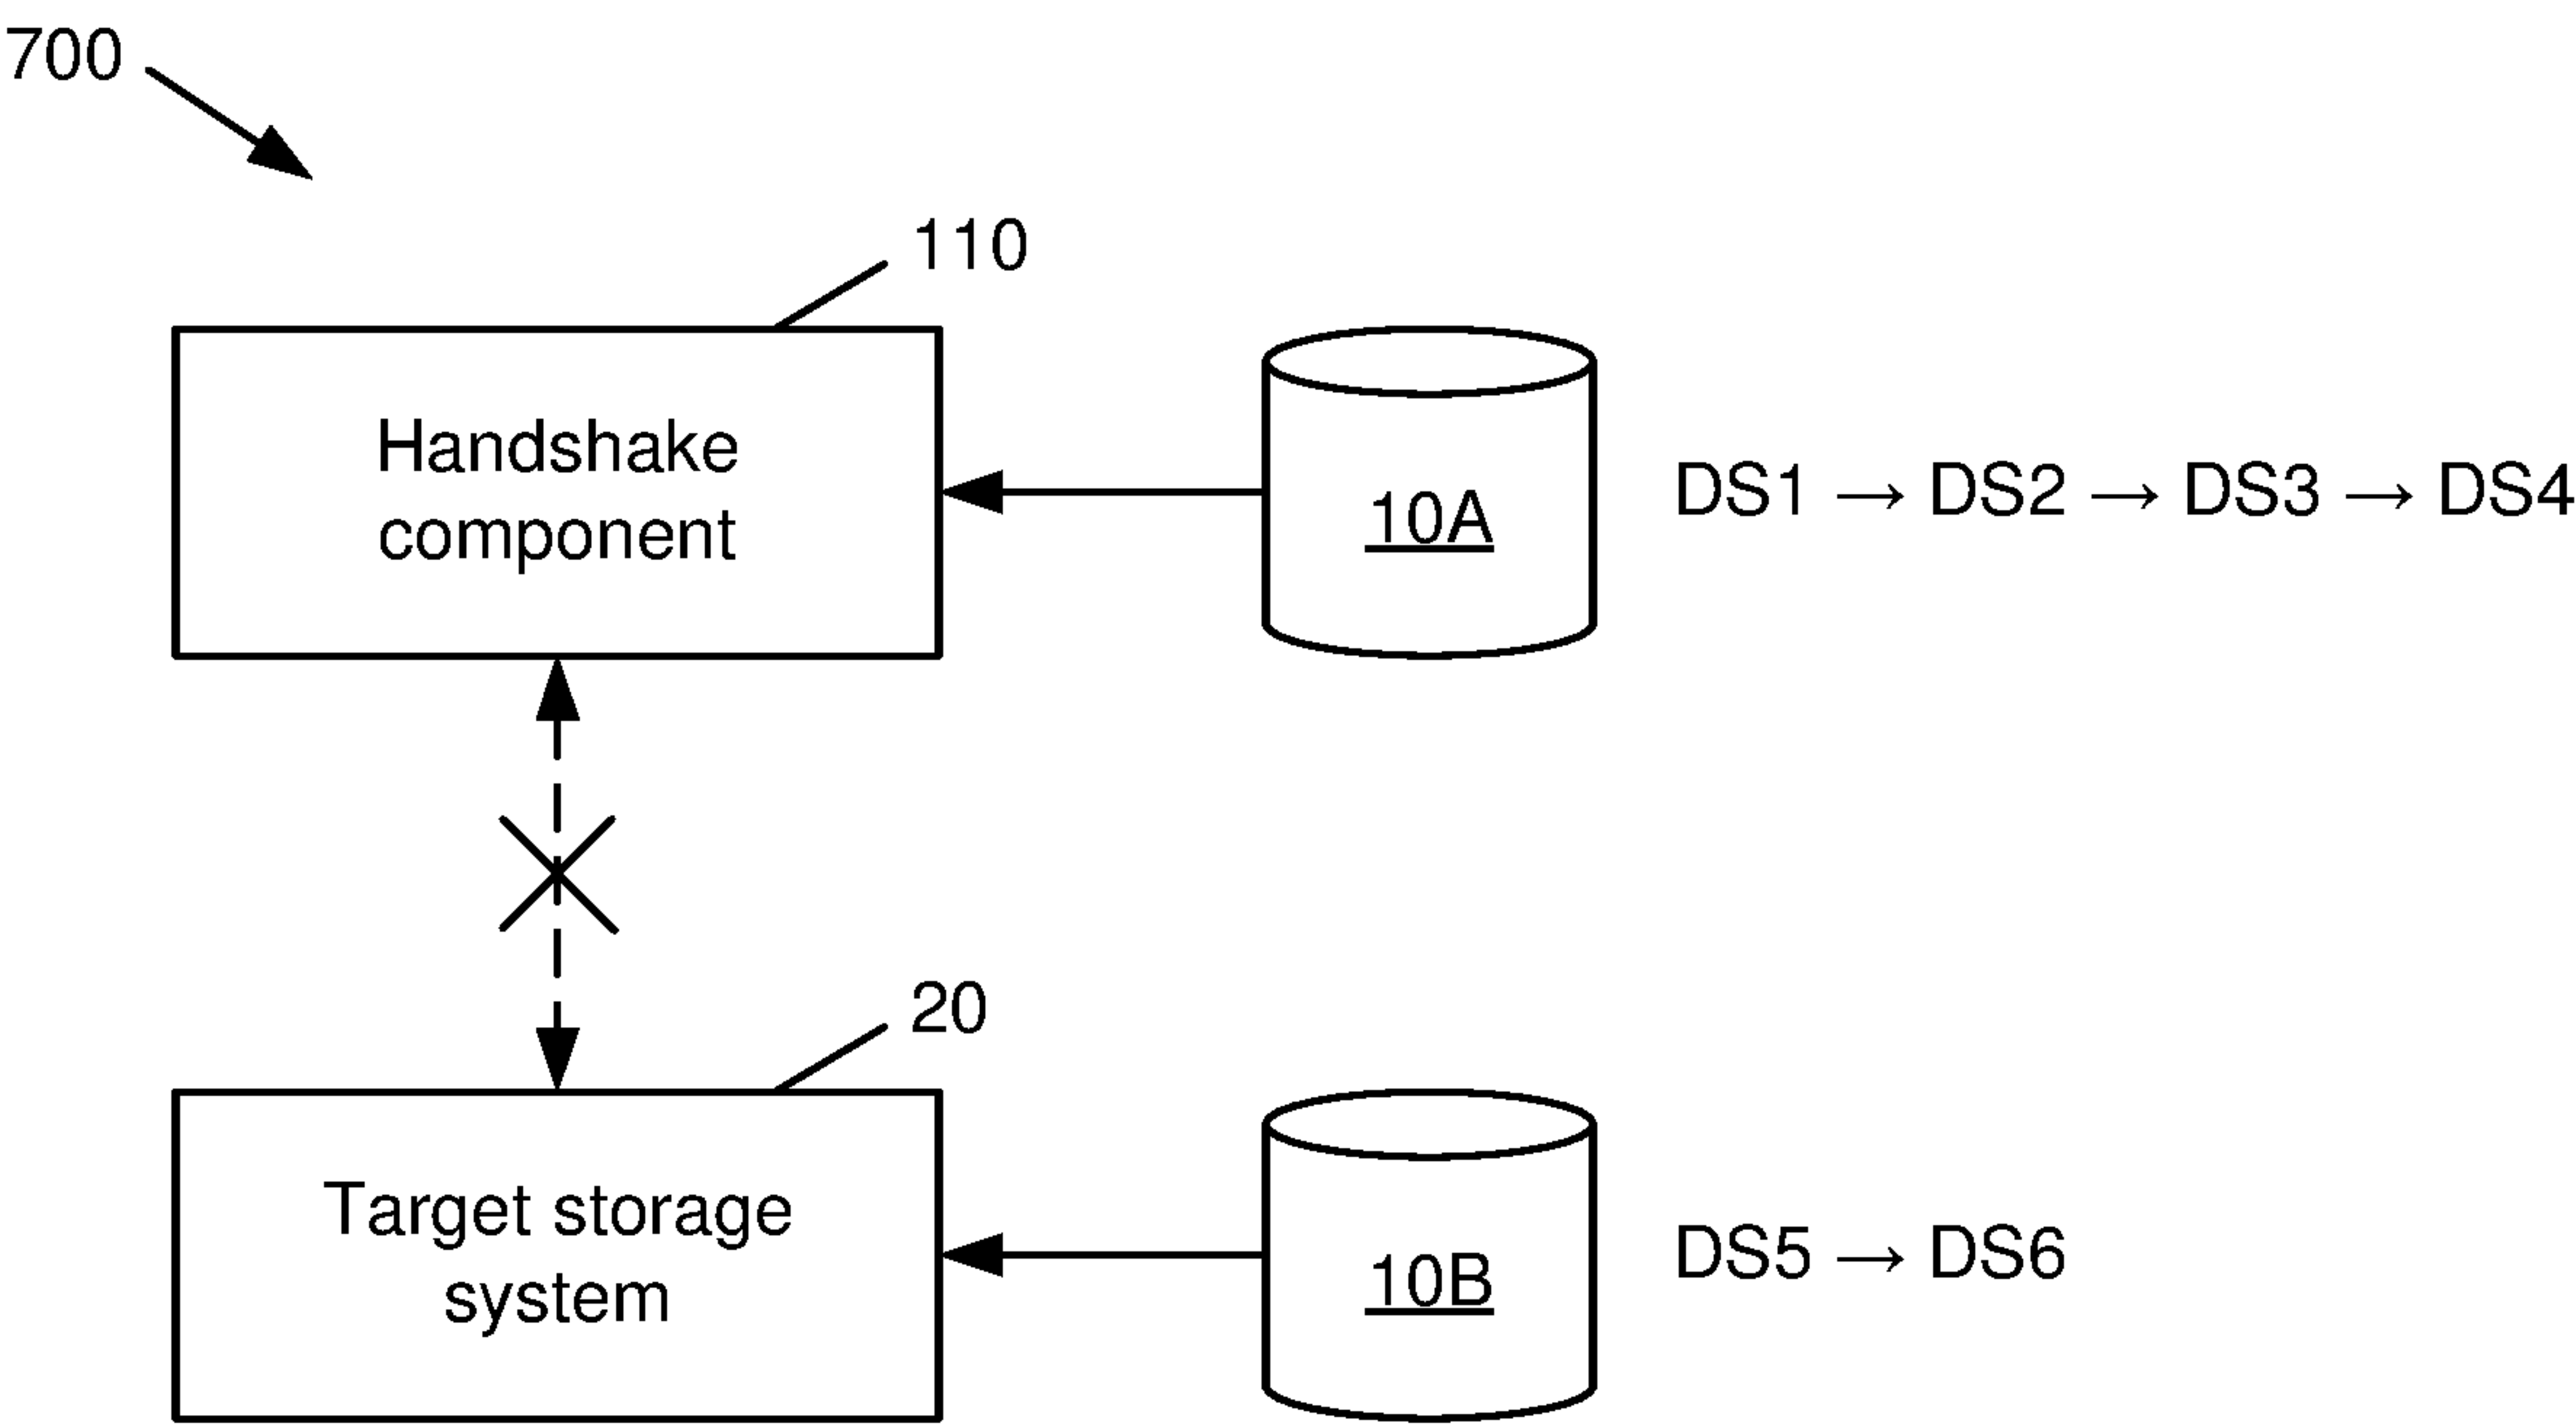 700
110
Handshake
component
10A
DS1 → DS2 → DS3 → DS4
20
Target storage
system
10B
DS5 → DS6